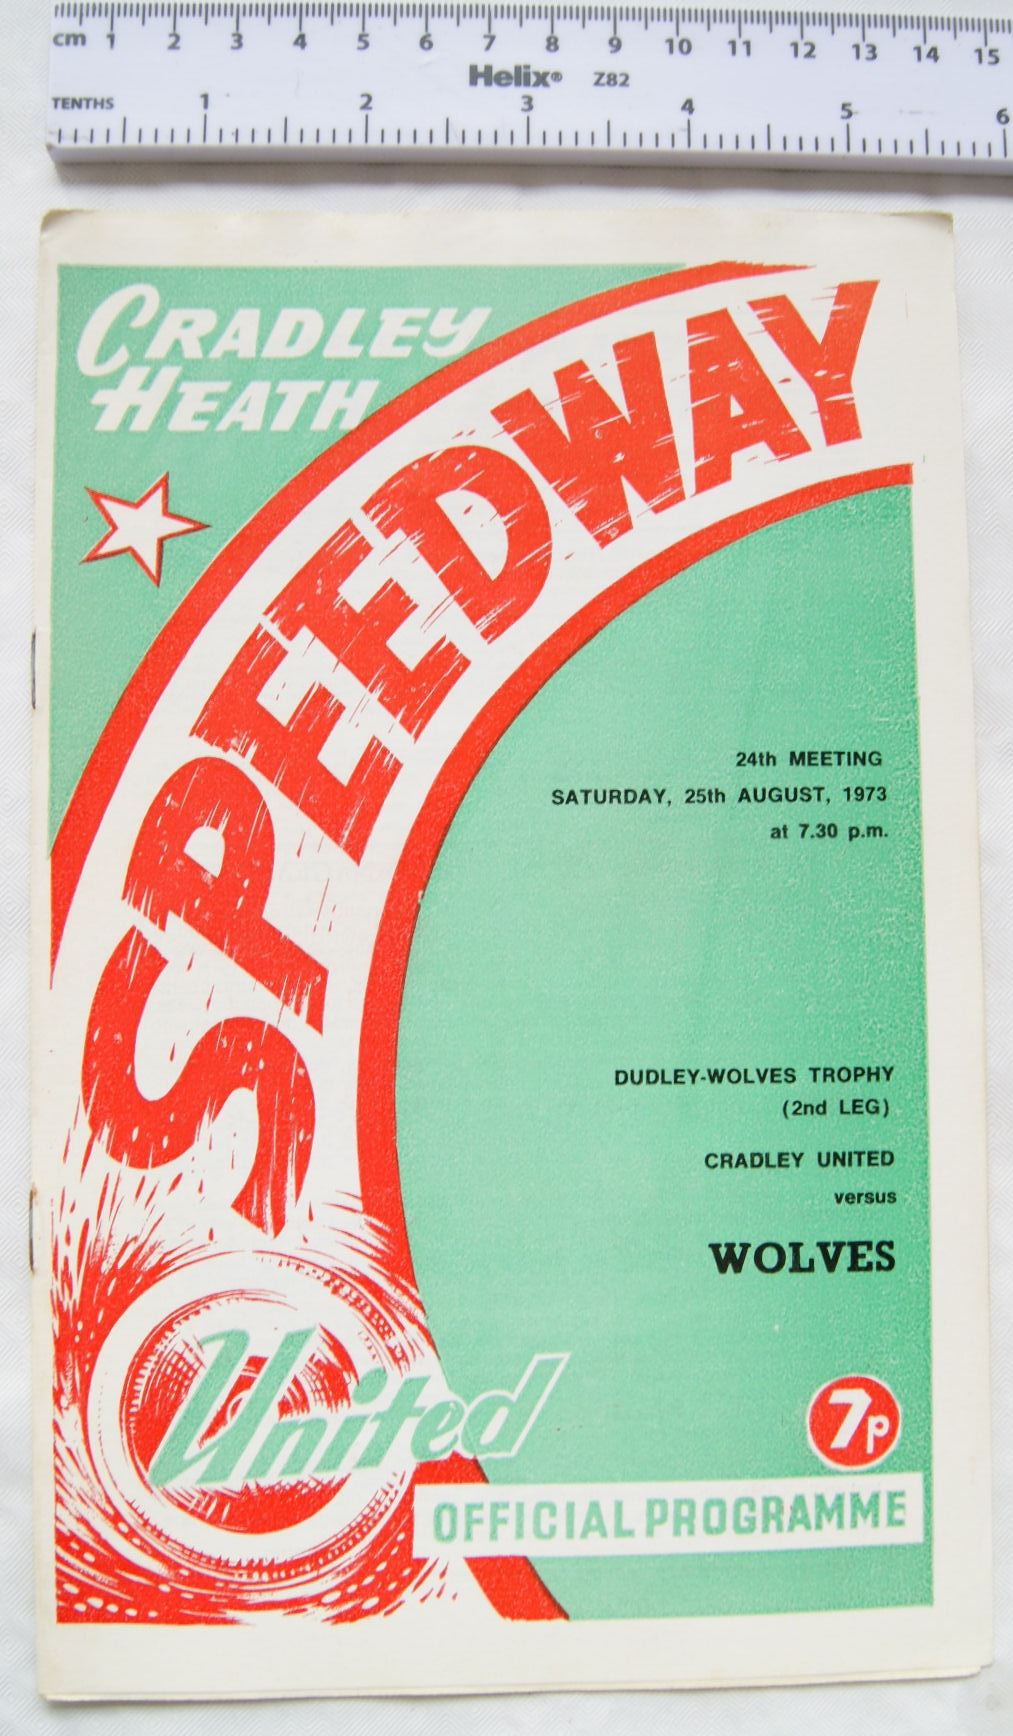 cm 1 2 3 4 5 6 7 8 9 10 11 12 13 14 15
Helix® Z82
TENTHS 1 2 3 4 5 6
CRADLEY
HEATH
SPEEDWAY
24th MEETING
SATURDAY, 25th AUGUST, 1973
at 7.30 p.m.
DUDLEY-WOLVES TROPHY
(2nd LEG)
CRADLEY UNITED
versus
WOLVES
United
7p
OFFICIAL PROGRAMME